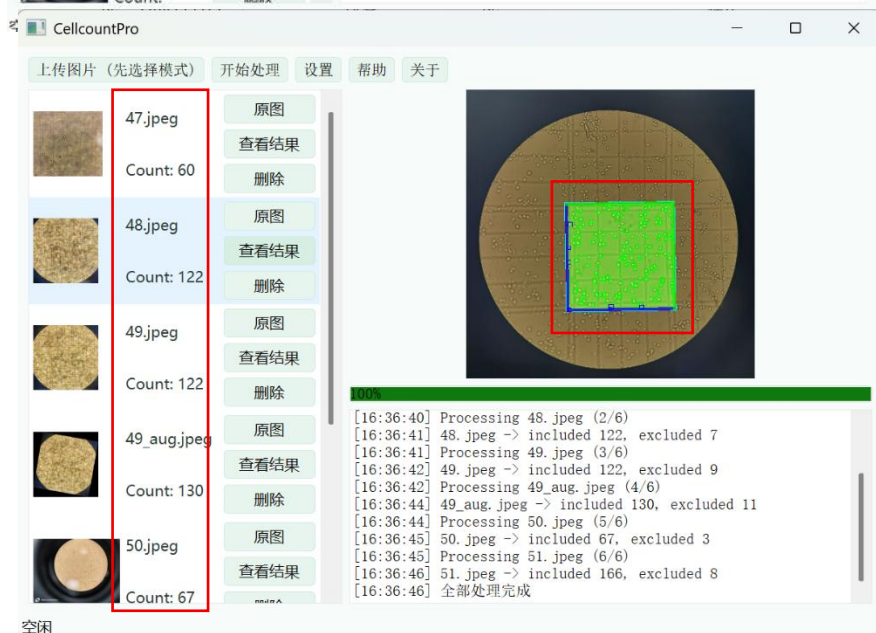 Count:
CellcountPro
上传图片（先选择模式） 开始处理 设置 帮助 关于
47.jpeg
Count: 60
原图
查看结果
删除
48.jpeg
Count: 122
原图
查看结果
删除
49.jpeg
Count: 122
原图
查看结果
删除
49_aug.jpeg
Count: 130
原图
查看结果
删除
50.jpeg
Count: 67
原图
查看结果
100%
[16:36:40] Processing 48.jpeg (2/6)
[16:36:41] 48.jpeg -> included 122, excluded 7
[16:36:41] Processing 49.jpeg (3/6)
[16:36:42] 49.jpeg -> included 122, excluded 9
[16:36:42] Processing 49_aug.jpeg (4/6)
[16:36:44] 49_aug.jpeg -> included 130, excluded 11
[16:36:44] Processing 50.jpeg (5/6)
[16:36:45] 50.jpeg -> included 67, excluded 3
[16:36:45] Processing 51.jpeg (6/6)
[16:36:46] 51.jpeg -> included 166, excluded 8
[16:36:46] 全部处理完成
空闲